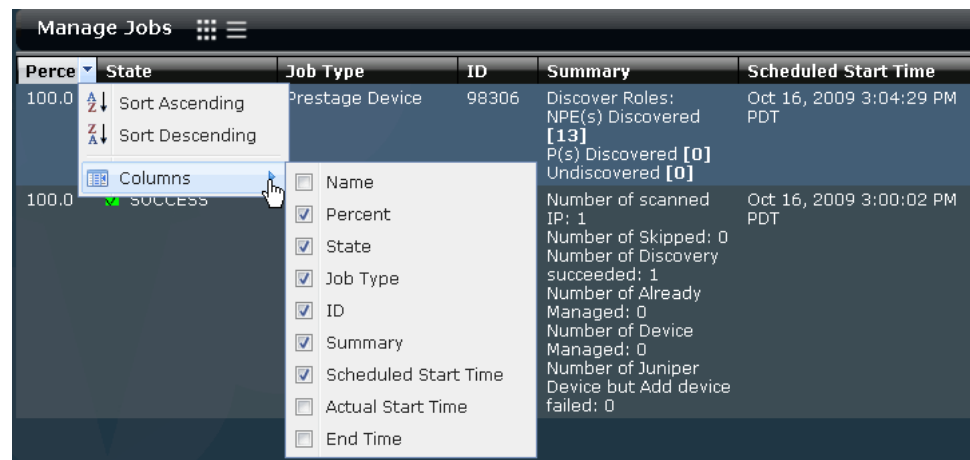 Manage Jobs
Perce State Job Type ID Summary Scheduled Start Time
100.0 Prestage Device 98306 Discover Roles: Oct 16, 2009 3:04:29 PM
NPE(s) Discovered PDT
[13]
P(s) Discovered [0]
Undiscovered [0]
A Z Sort Ascending
Z A Sort Descending
Columns
Name
Percent
State
Job Type
ID
Summary
Scheduled Start Time
Actual Start Time
End Time
100.0 SUCCESS Number of scanned Oct 16, 2009 3:00:02 PM
IP: 1 PDT
Number of Skipped: 0
Number of Discovery
succeeded: 1
Number of Already
Managed: 0
Number of Device
Managed: 0
Number of Juniper
Device but Add device
failed: 0